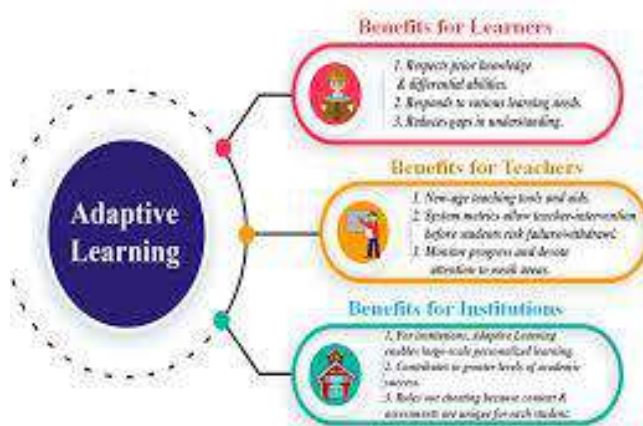 Adaptive
Learning
Benefits for Learners
1. Respects prior knowledge
& differential abilities.
2. Responds to various learning needs.
3. Reduces gaps in understanding.
Benefits for Teachers
1. New-age teaching tools and aids.
2. System metrics allow teacher-intervention
before students risk failure/withdrawl.
3. Monitor progress and devote
attention to weak areas.
Benefits for Institutions
1. For institutions, Adaptive Learning
enables large-scale personalized learning.
2. Contributes to greater levels of academic
success.
3. Rules out cheating because content &
assessments are unique for each student.